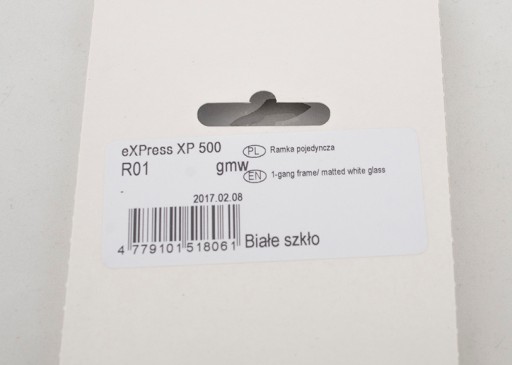 eXPress XP 500
R01 gmw
PL Ramka pojedyncza
EN 1-gang frame/ matted white glass
2017.02.08
4 779101 518061
Białe szkło